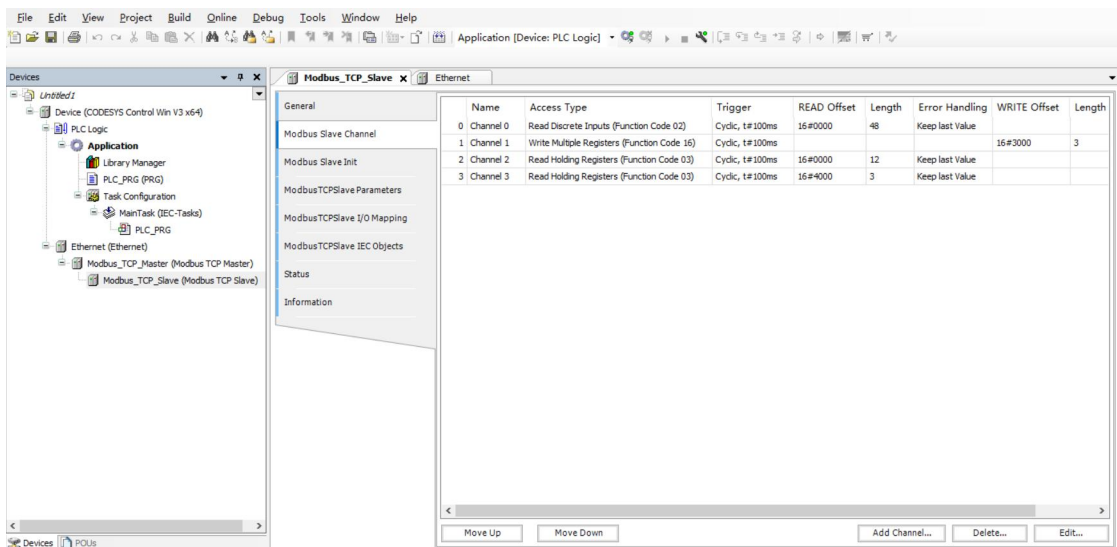 File Edit View Project Build Online Debug Tools Window Help
Application [Device: PLC Logic]
Devices
Untitled1
Device (CODESYS Control Win V3 x64)
PLC Logic
Application
Library Manager
PLC_PRG (PRG)
Task Configuration
MainTask (IEC-Tasks)
PLC_PRG
Ethernet (Ethernet)
Modbus_TCP_Master (Modbus TCP Master)
Modbus_TCP_Slave (Modbus TCP Slave)
Devices POUs
Modbus_TCP_Slave Ethernet
General
Modbus Slave Channel
Modbus Slave Init
ModbusTCPSlave Parameters
ModbusTCPSlave I/O Mapping
ModbusTCPSlave IEC Objects
Status
Information
Name Access Type Trigger READ Offset Length Error Handling WRITE Offset Length
0 Channel 0 Read Discrete Inputs (Function Code 02) Cyclic, t#100ms 16#0000 48 Keep last Value
1 Channel 1 Write Multiple Registers (Function Code 16) Cyclic, t#100ms 16#3000 3
2 Channel 2 Read Holding Registers (Function Code 03) Cyclic, t#100ms 16#0000 12 Keep last Value
3 Channel 3 Read Holding Registers (Function Code 03) Cyclic, t#100ms 16#4000 3 Keep last Value
Move Up Move Down Add Channel... Delete... Edit...